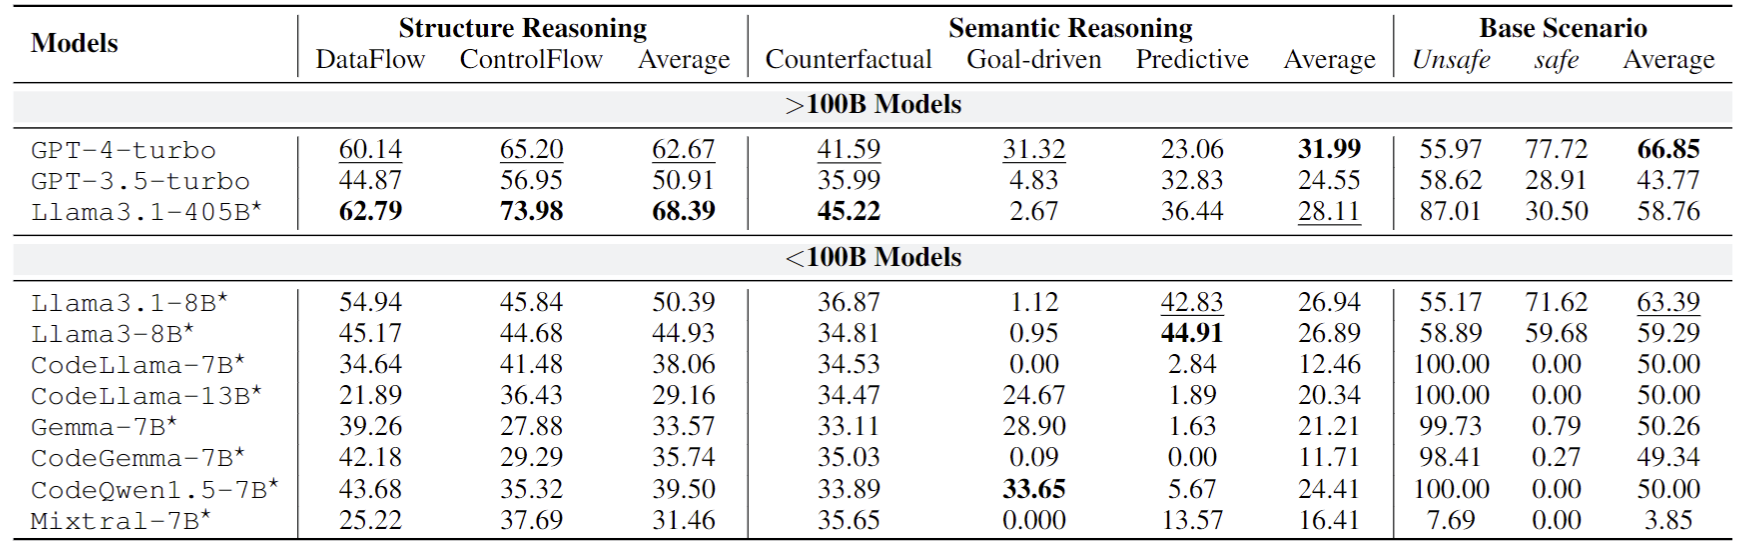 Models Structure Reasoning Semantic Reasoning Base Scenario
DataFlow ControlFlow Average Counterfactual Goal-driven Predictive Average Unsafe safe Average
>100B Models
GPT-4-turbo 60.14 65.20 62.67 41.59 31.32 23.06 31.99 55.97 77.72 66.85
GPT-3.5-turbo 44.87 56.95 50.91 35.99 4.83 32.83 24.55 58.62 28.91 43.77
Llama3.1-405B* 62.79 73.98 68.39 45.22 2.67 36.44 28.11 87.01 30.50 58.76
<100B Models
Llama3.1-8B* 54.94 45.84 50.39 36.87 1.12 42.83 26.94 55.17 71.62 63.39
Llama3-8B* 45.17 44.68 44.93 34.81 0.95 44.91 26.89 58.89 59.68 59.29
CodeLlama-7B* 34.64 41.48 38.06 34.53 0.00 2.84 12.46 100.00 0.00 50.00
CodeLlama-13B* 21.89 36.43 29.16 34.47 24.67 1.89 20.34 100.00 0.00 50.00
Gemma-7B* 39.26 27.88 33.57 33.11 28.90 1.63 21.21 99.73 0.79 50.26
CodeGemma-7B* 42.18 29.29 35.74 35.03 0.09 0.00 11.71 98.41 0.27 49.34
CodeQwen1.5-7B* 43.68 35.32 39.50 33.89 33.65 5.67 24.41 100.00 0.00 50.00
Mixtral-7B* 25.22 37.69 31.46 35.65 0.000 13.57 16.41 7.69 0.00 3.85